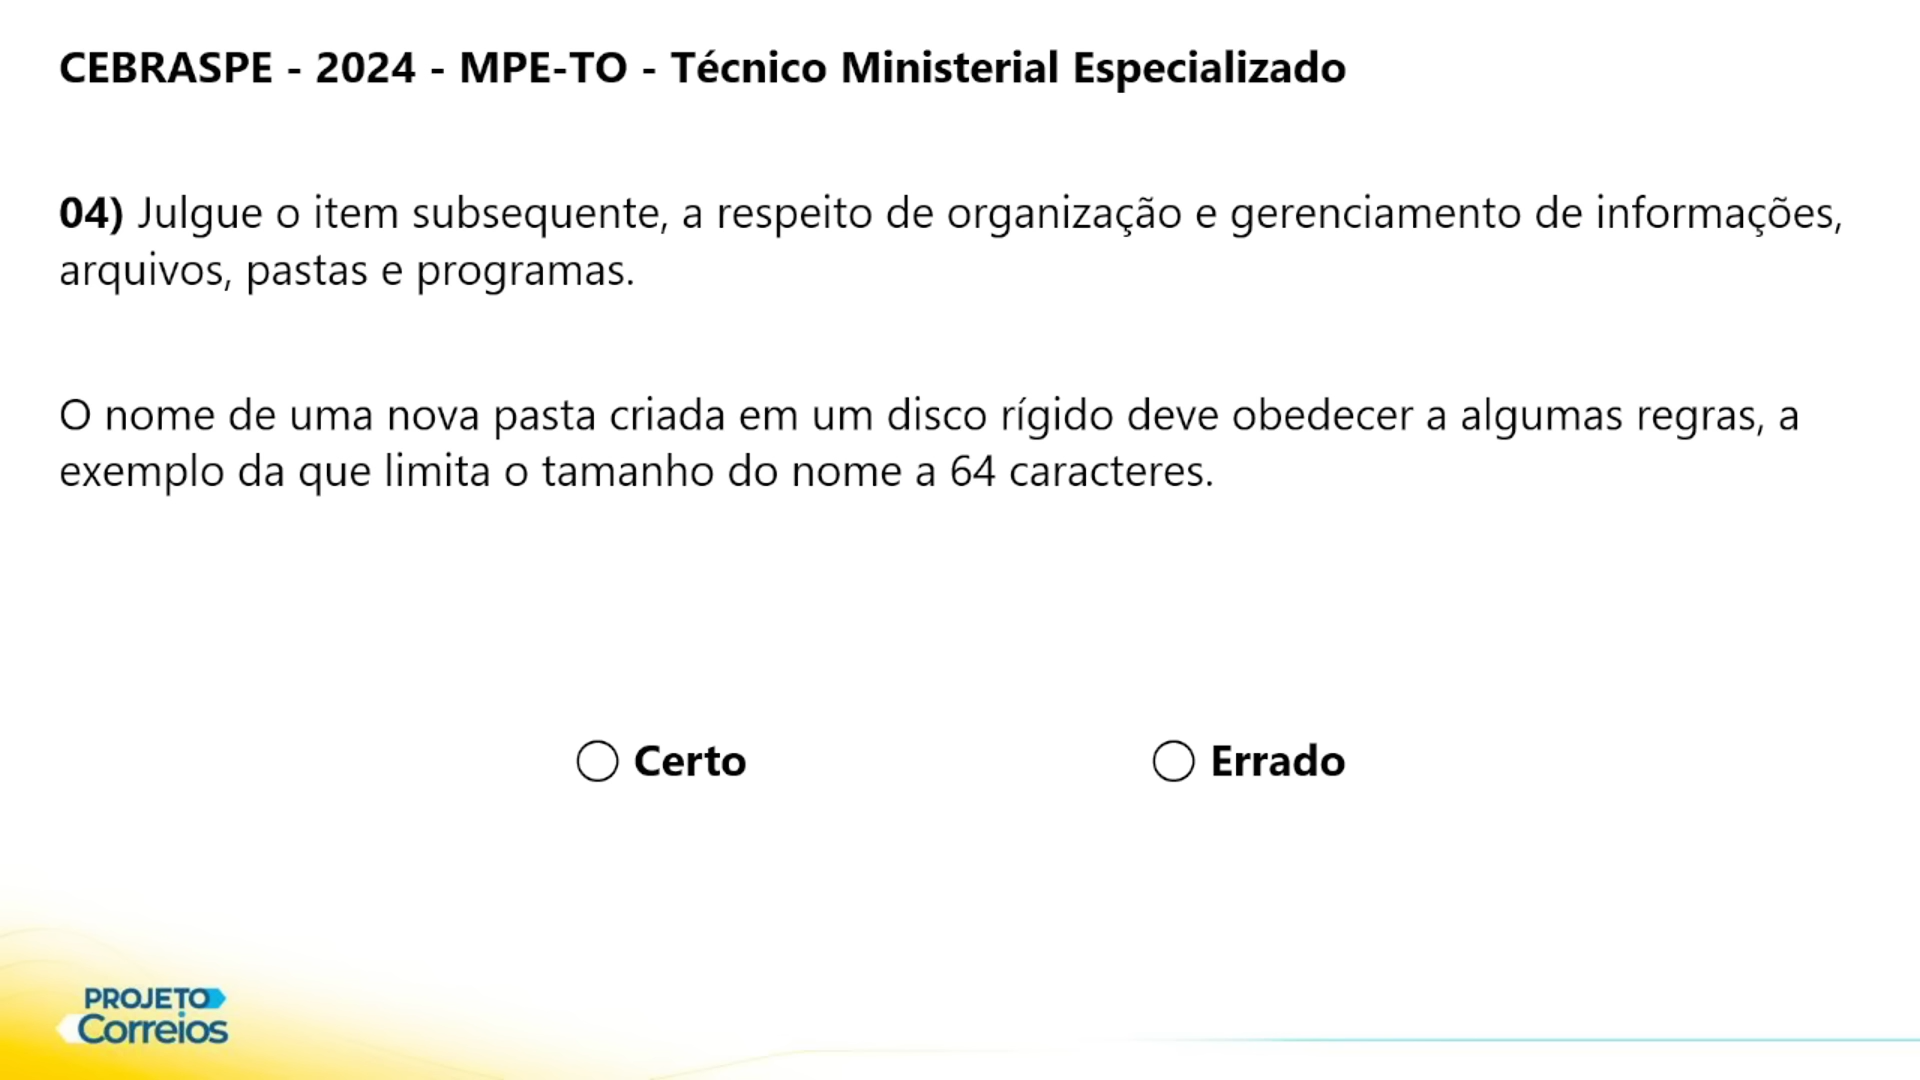 CEBRASPE - 2024 - MPE-TO - Técnico Ministerial Especializado
04) Julgue o item subsequente, a respeito de organização e gerenciamento de informações,
arquivos, pastas e programas.
O nome de uma nova pasta criada em um disco rígido deve obedecer a algumas regras, a
exemplo da que limita o tamanho do nome a 64 caracteres.
Certo
Errado
PROJETO
Correios